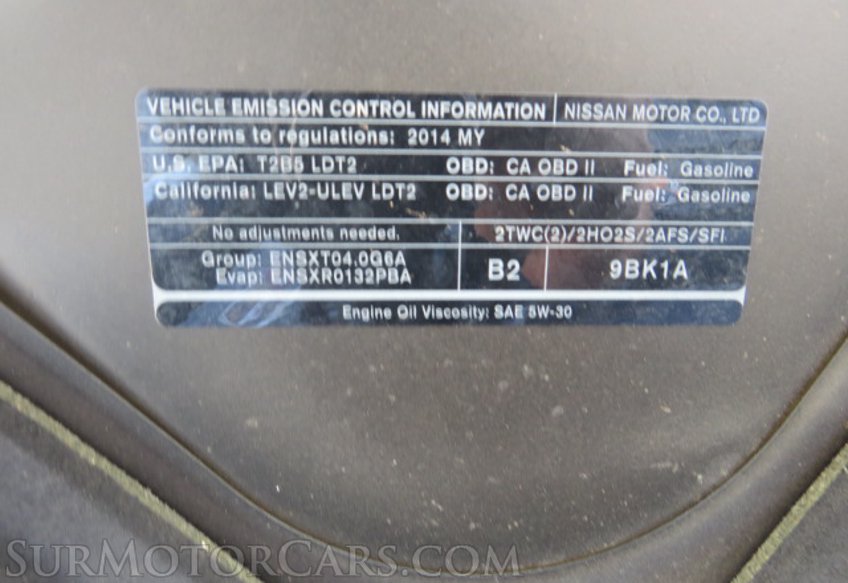 VEHICLE EMISSION CONTROL INFORMATION NISSAN MOTOR CO., LTD
Conforms to regulations: 2014 MY
U.S. EPA: T2B5 LDT2 OBD: CA OBD II Fuel: Gasoline
California: LEV2-ULEV LDT2 OBD: CA OBD II Fuel: Gasoline
No adjustments needed. 2TWC(2)/2HO2S/2AFS/SFI
Group: ENSXT04.0G6A
Evap: ENSXR0132PBA
B2 9BK1A
Engine Oil Viscosity: SAE 5W-30
SURMOTORCARS.COM